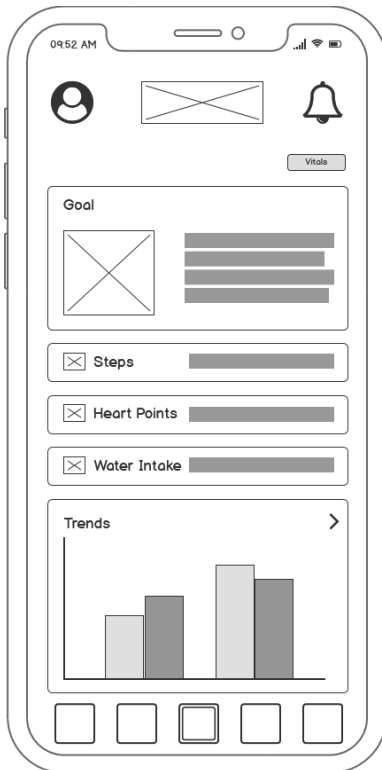 09:52 AM
Vitals
Goal
Steps
Heart Points
Water Intake
Trends